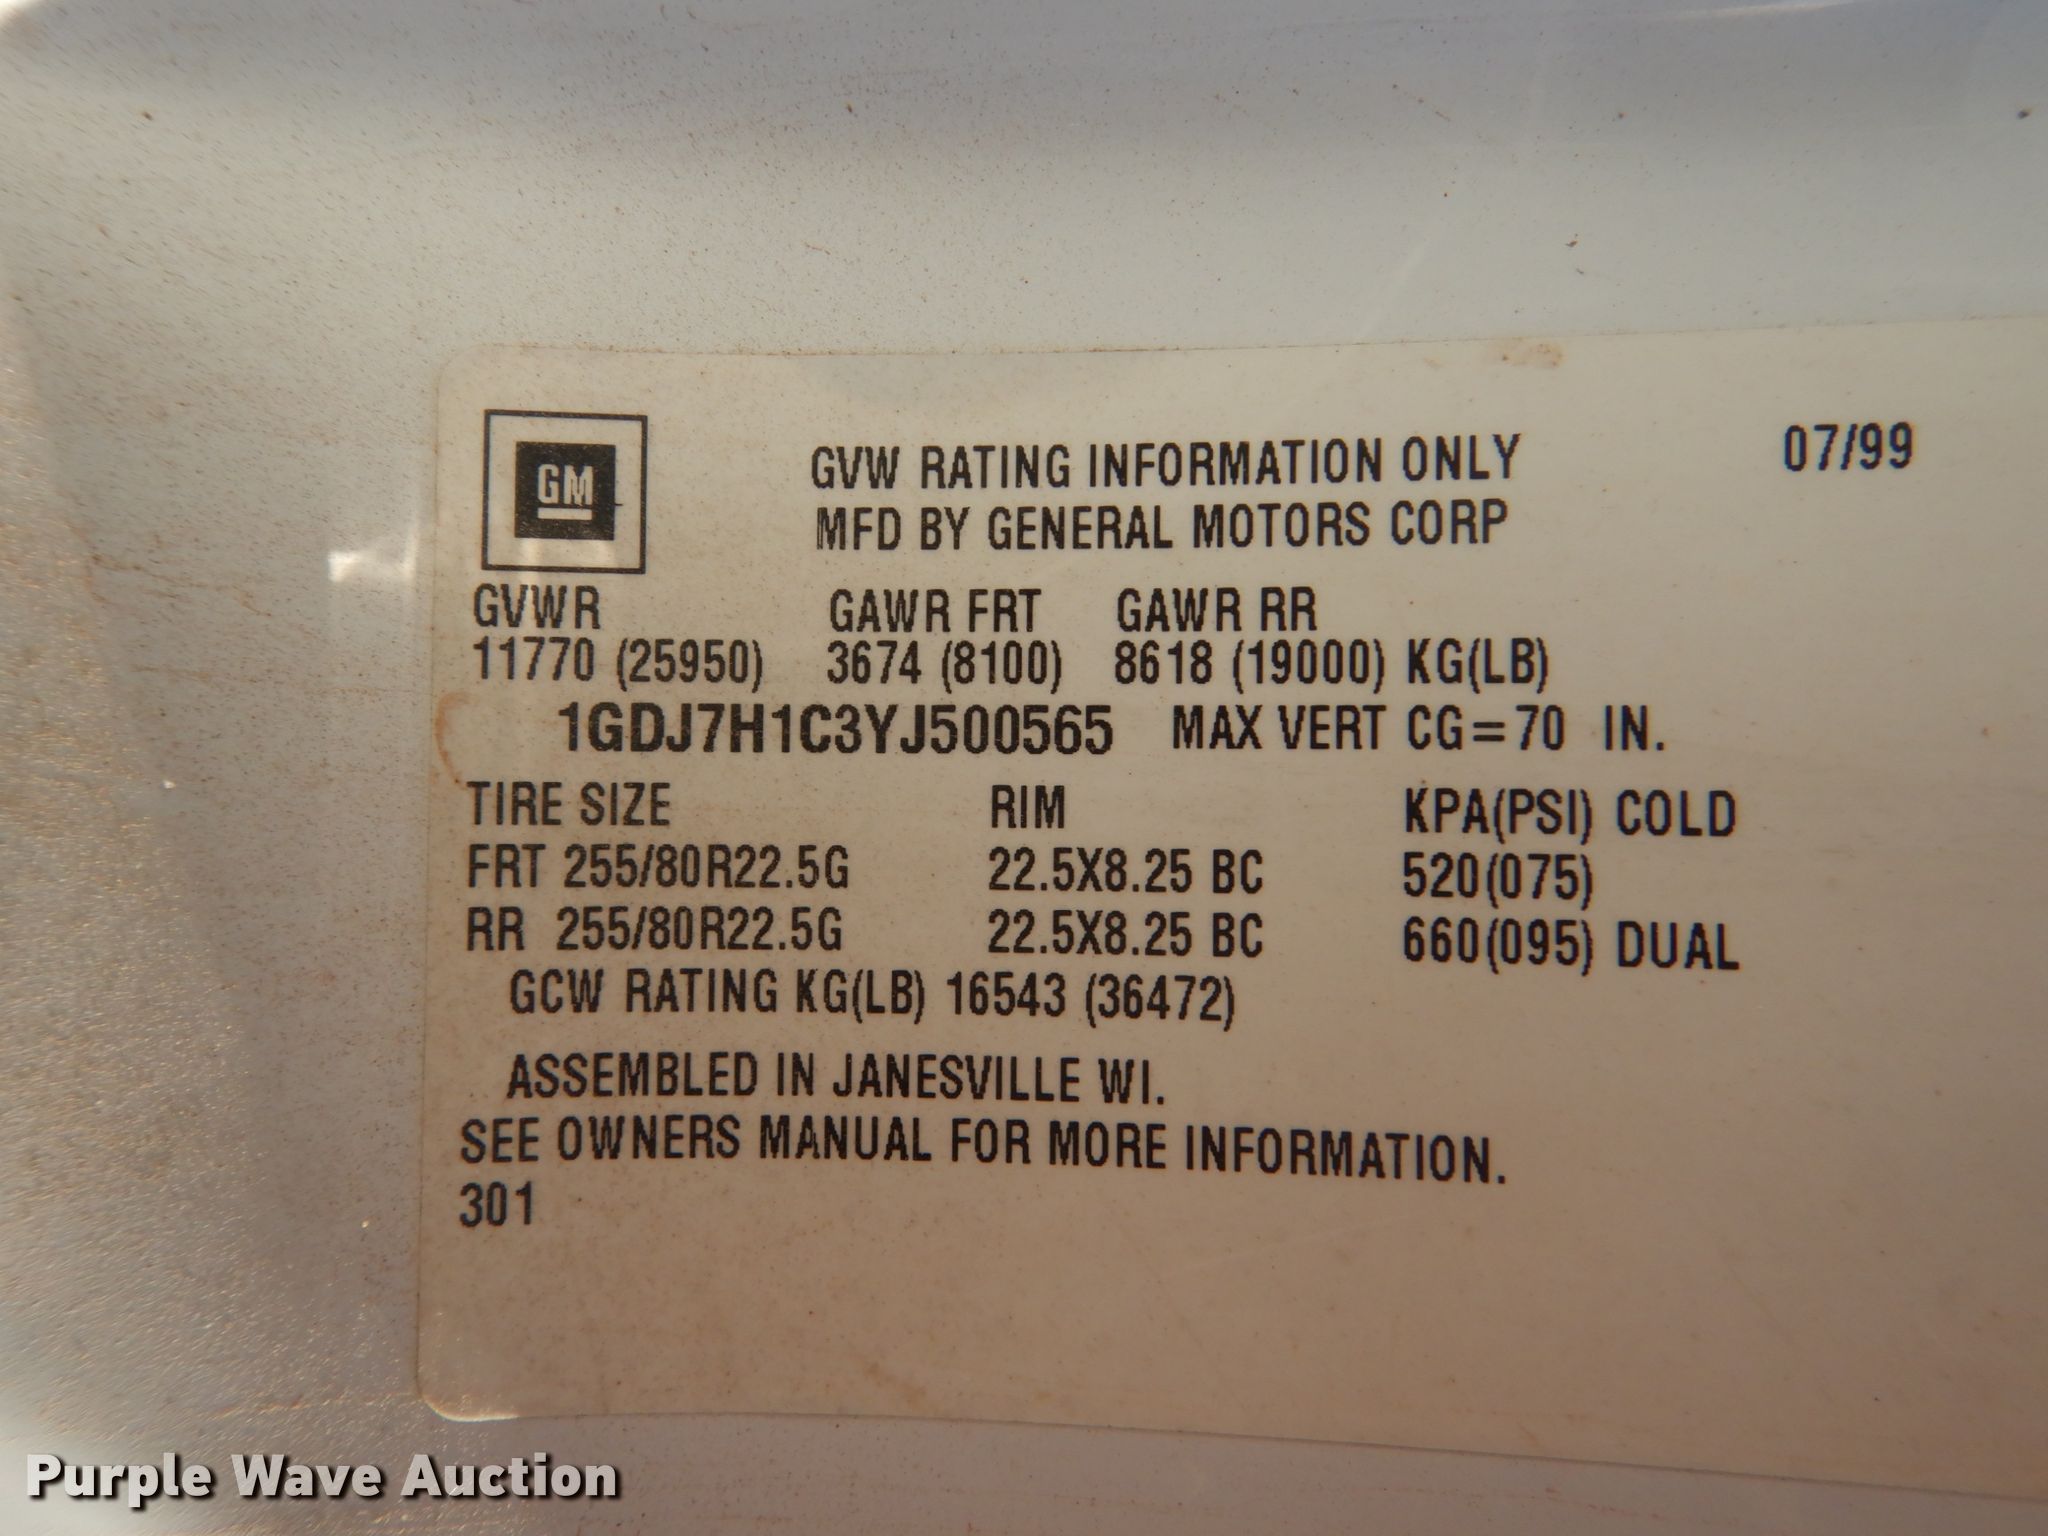 GM
GVW RATING INFORMATION ONLY 07/99
MFD BY GENERAL MOTORS CORP
GVWR GAWR FRT GAWR RR
11770 (25950) 3674 (8100) 8618 (19000) KG(LB)
1GDJ7H1C3YJ500565 MAX VERT CG=70 IN.
TIRE SIZE RIM KPA(PSI) COLD
FRT 255/80R22.5G 22.5X8.25 BC 520(075)
RR 255/80R22.5G 22.5X8.25 BC 660(095) DUAL
GCW RATING KG(LB) 16543 (36472)
ASSEMBLED IN JANESVILLE WI.
SEE OWNERS MANUAL FOR MORE INFORMATION.
301
Purple Wave Auction